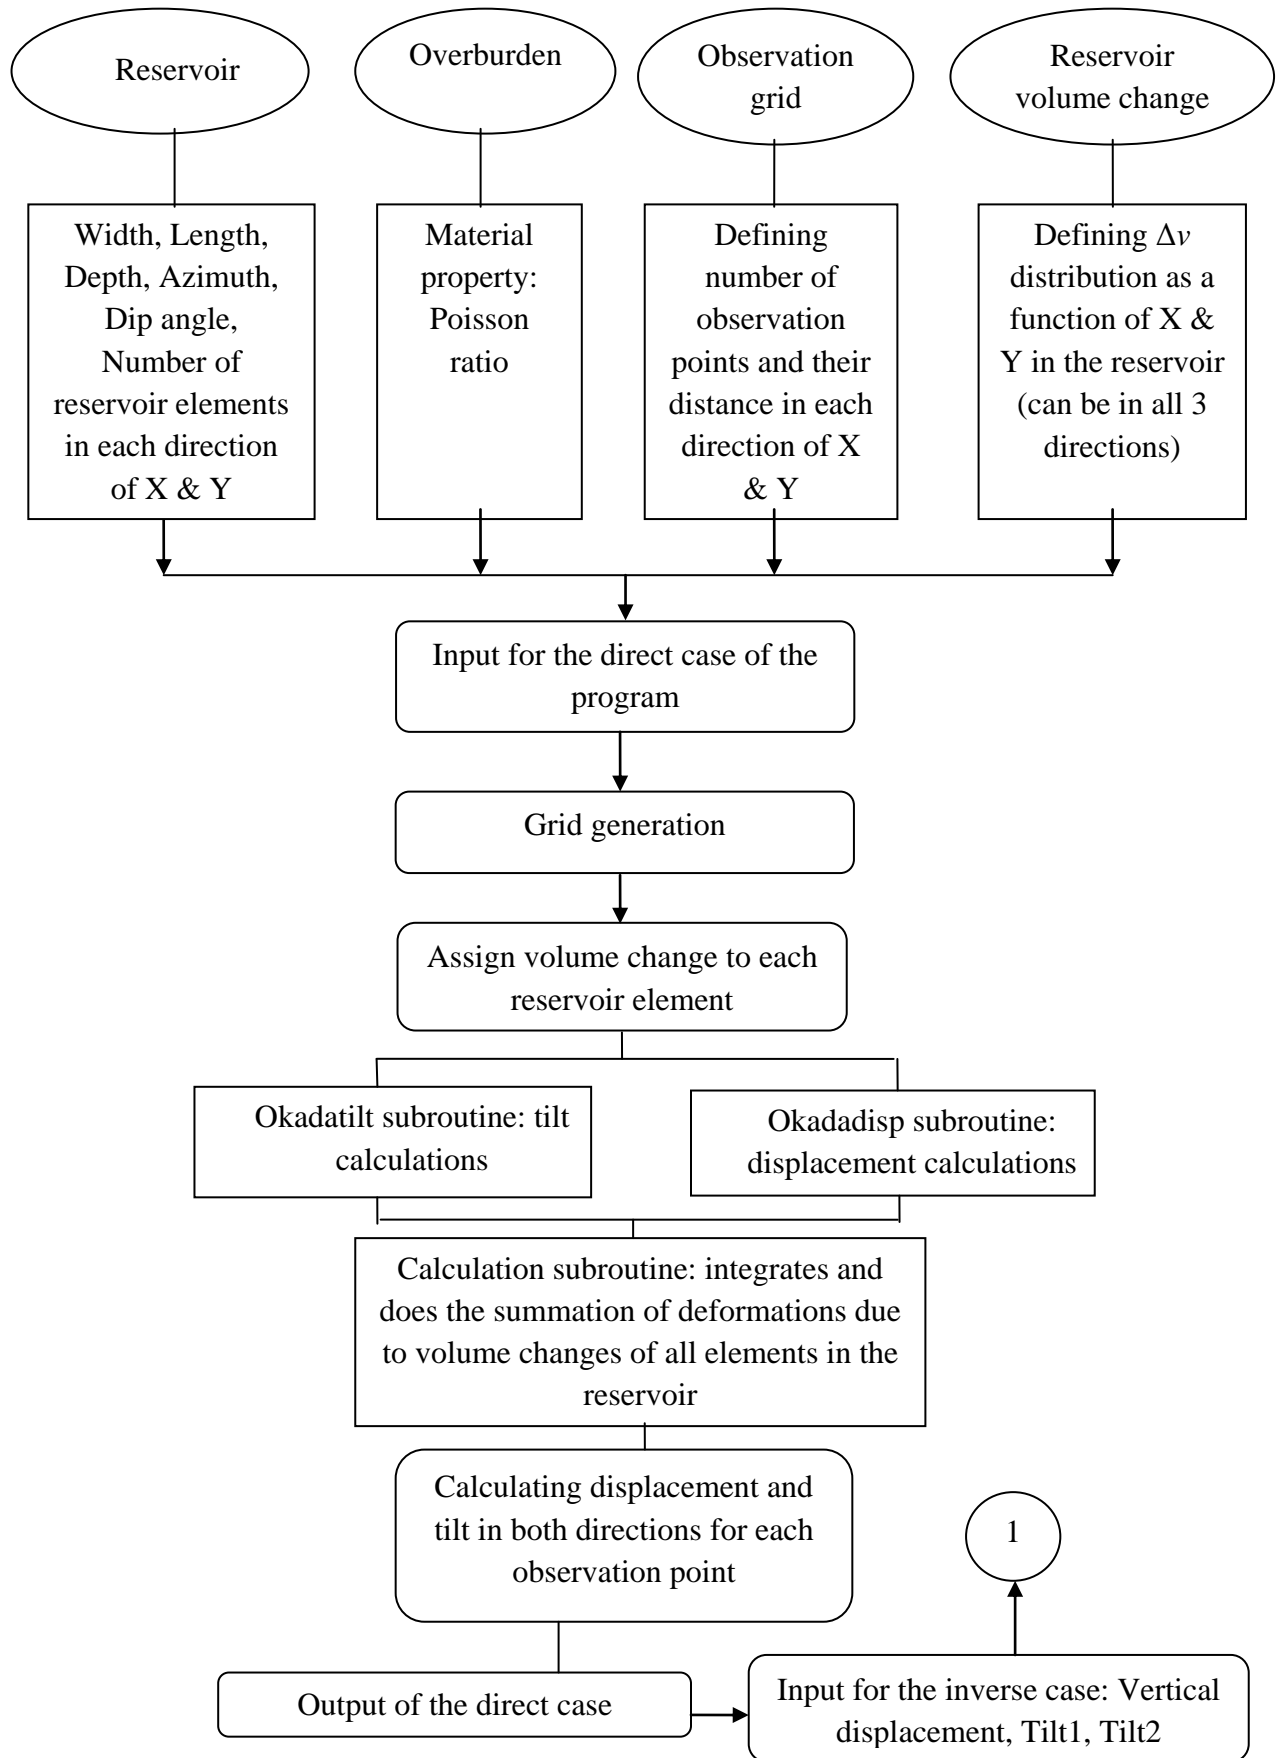 Reservoir
Overburden
Observation
grid
Reservoir
volume change
Width, Length,
Depth, Azimuth,
Dip angle,
Number of
reservoir elements
in each direction
of X & Y
Material
property:
Poisson
ratio
Defining
number of
observation
points and their
distance in each
direction of X
& Y
Defining Δv
distribution as a
function of X &
Y in the reservoir
(can be in all 3
directions)
Input for the direct case of the
program
Grid generation
Assign volume change to each
reservoir element
Okadatilt subroutine: tilt
calculations
Okadadisp subroutine:
displacement calculations
Calculation subroutine: integrates and
does the summation of deformations due
to volume changes of all elements in the
reservoir
Calculating displacement and
tilt in both directions for each
observation point
1
Output of the direct case
Input for the inverse case: Vertical
displacement, Tilt1, Tilt2